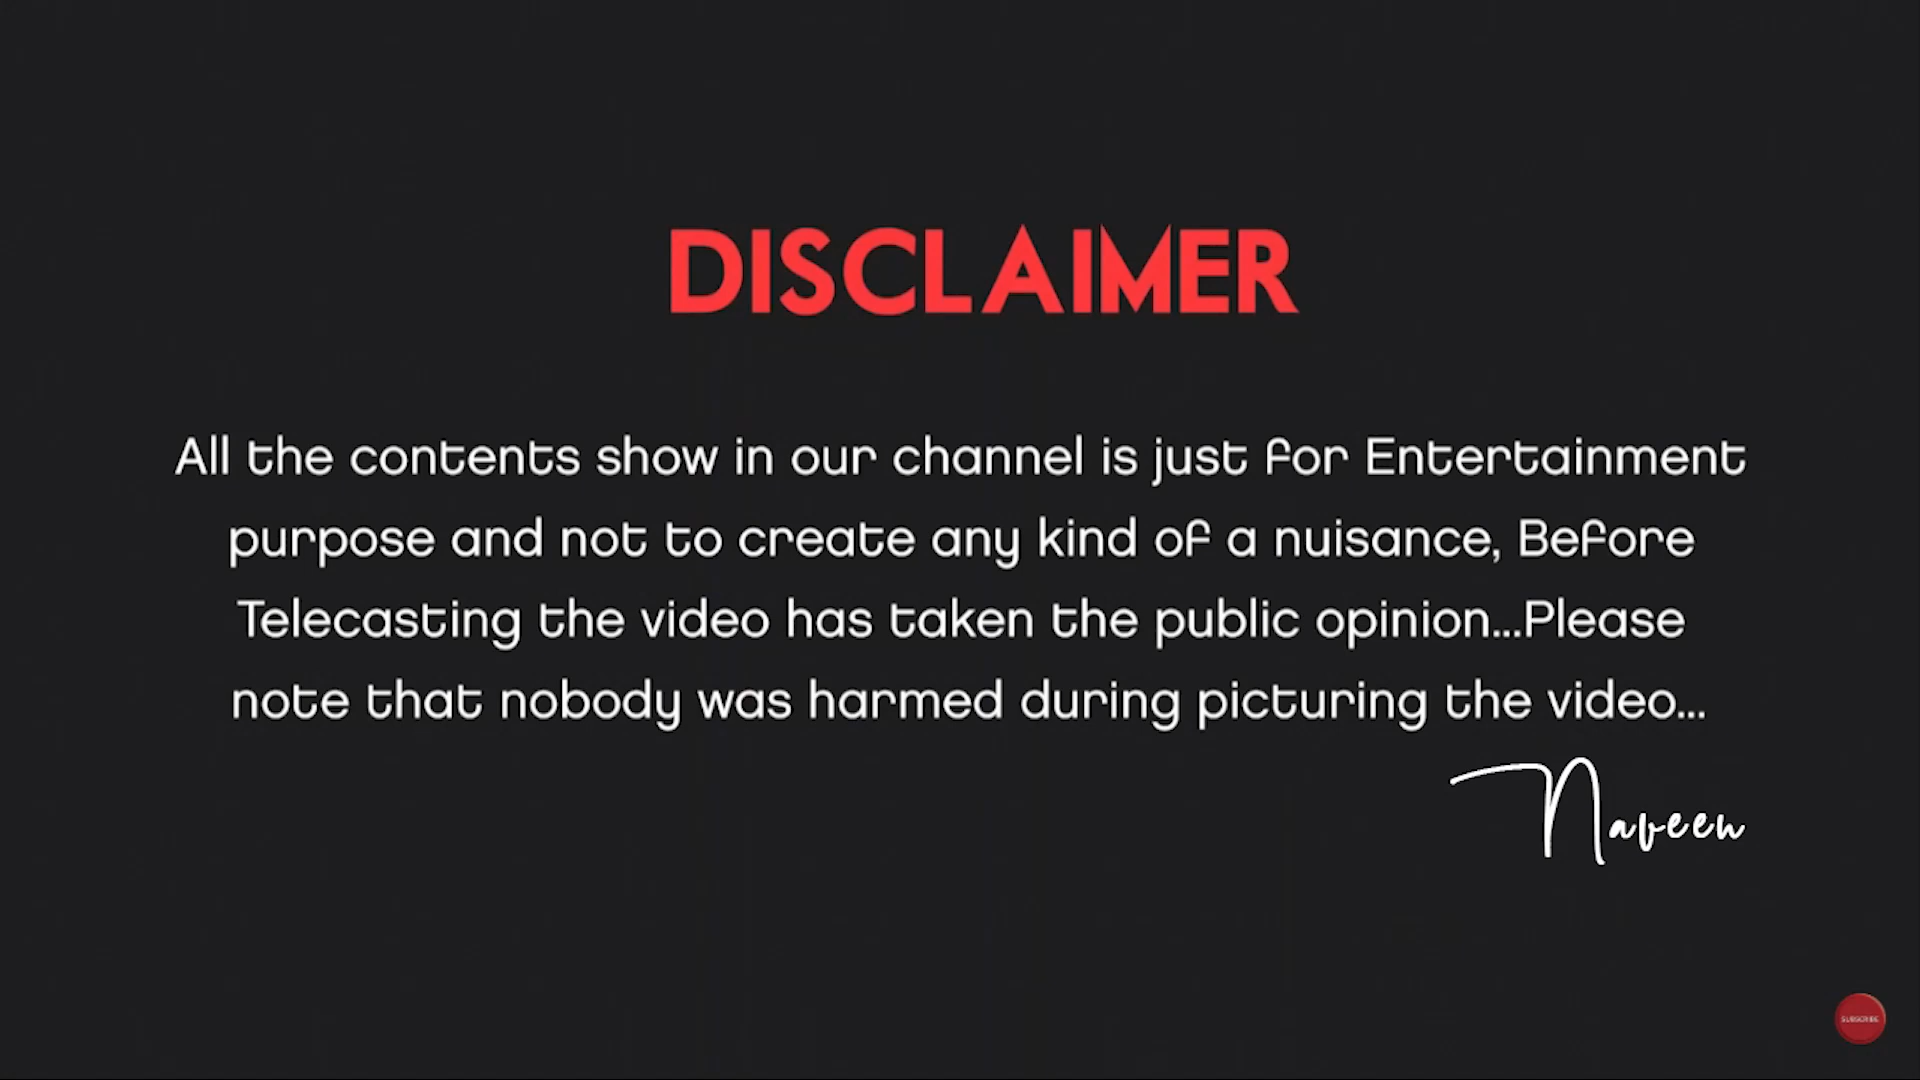 DISCLAIMER
All the contents show in our channel is just for Entertainment
purpose and not to create any kind of a nuisance, Before
Telecasting the video has taken the public opinion...Please
note that nobody was harmed during picturing the video...
Naveen
SUBSCRIBE